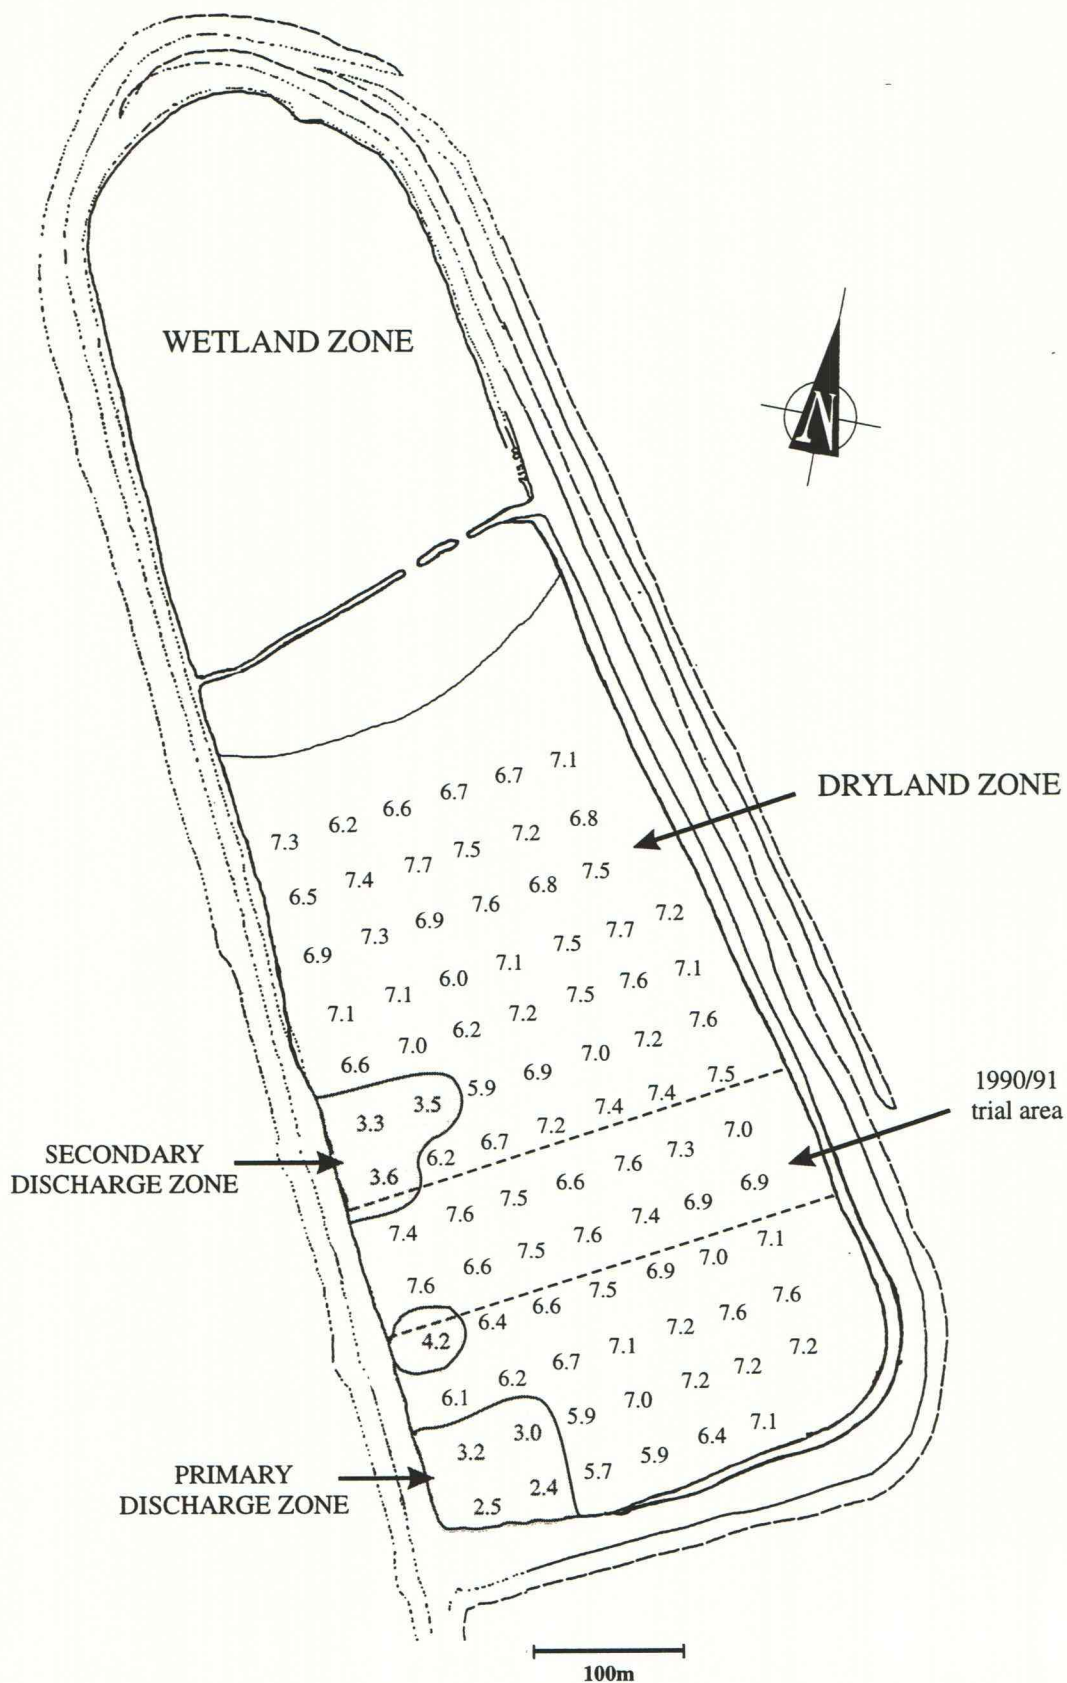 WETLAND ZONE
N
7.3 6.2 6.6 6.7 6.7 7.1
DRYLAND ZONE
6.5 7.4 7.7 7.5 7.2 6.8
6.9 7.3 6.9 7.6 6.8 7.5
7.1 7.1 6.0 7.1 7.5 7.7 7.2
6.6 7.0 6.2 7.2 7.5 7.6 7.1
3.3 3.5 5.9 6.9 7.0 7.2 7.6
1990/91
trial area
SECONDARY
DISCHARGE ZONE
3.6 6.2 6.7 7.2 7.4 7.4 7.5
7.4 7.6 7.5 6.6 7.6 7.3 7.0
7.6 6.6 7.5 7.6 7.4 6.9 6.9
4.2 6.4 6.6 7.5 6.9 7.0 7.1
6.1 6.2 6.7 7.1 7.2 7.6 7.6
3.2 3.0 5.9 7.0 7.2 7.2 7.2
PRIMARY
DISCHARGE ZONE
2.5 2.4 5.7 5.9 6.4 7.1
100m